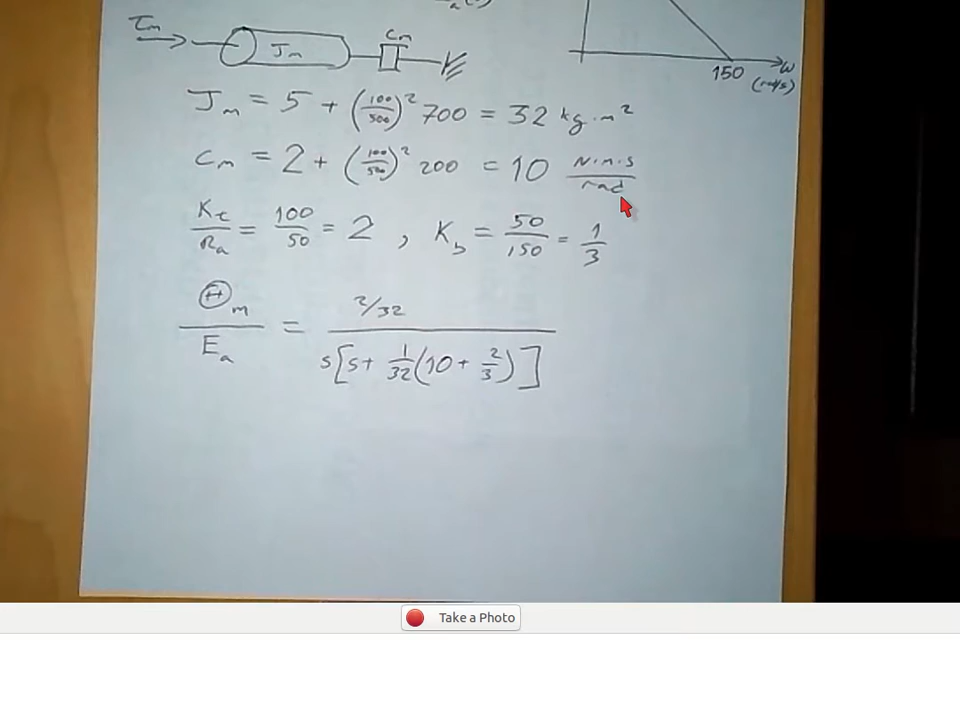 τm Jm Cm
150 ω (rad/s)
Jm = 5 + (100/500)² 700 = 32 kg·m²
Cm = 2 + (100/500)² 200 = 10 N·m·s/rad
Kt/Ra = 100/50 = 2 , Kb = 50/150 = 1/3
Θm/Ea = 2/32 / s[s + 1/32(10 + 2/3)]
Take a Photo